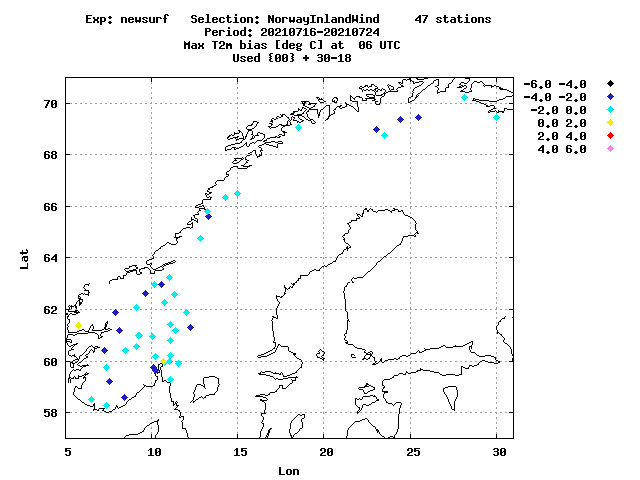 Exp: newsurf Selection: NorwayInlandWind 47 stations
Period: 20210716-20210724
Max T2m bias [deg C] at 06 UTC
Used {00} + 30-18
-6.0 -4.0
-4.0 -2.0
-2.0 0.0
0.0 2.0
2.0 4.0
4.0 6.0
70
68
66
64
62
60
58
Lat
5 10 15 20 25 30
Lon